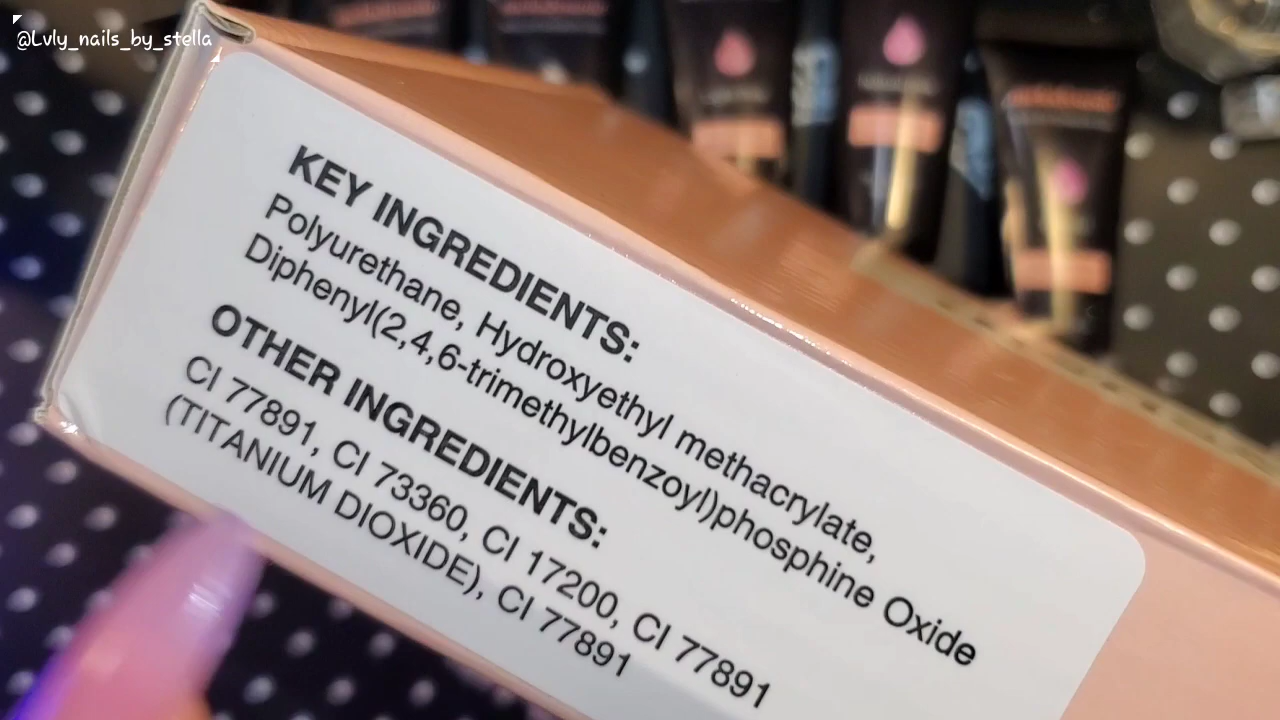 @Lvly_nails_by_stella
KEY INGREDIENTS:
Polyurethane, Hydroxyethyl methacrylate,
Diphenyl(2,4,6-trimethylbenzoyl)phosphine Oxide
OTHER INGREDIENTS:
CI 77891, CI 73360, CI 17200, CI 77891
(TITANIUM DIOXIDE), CI 77891